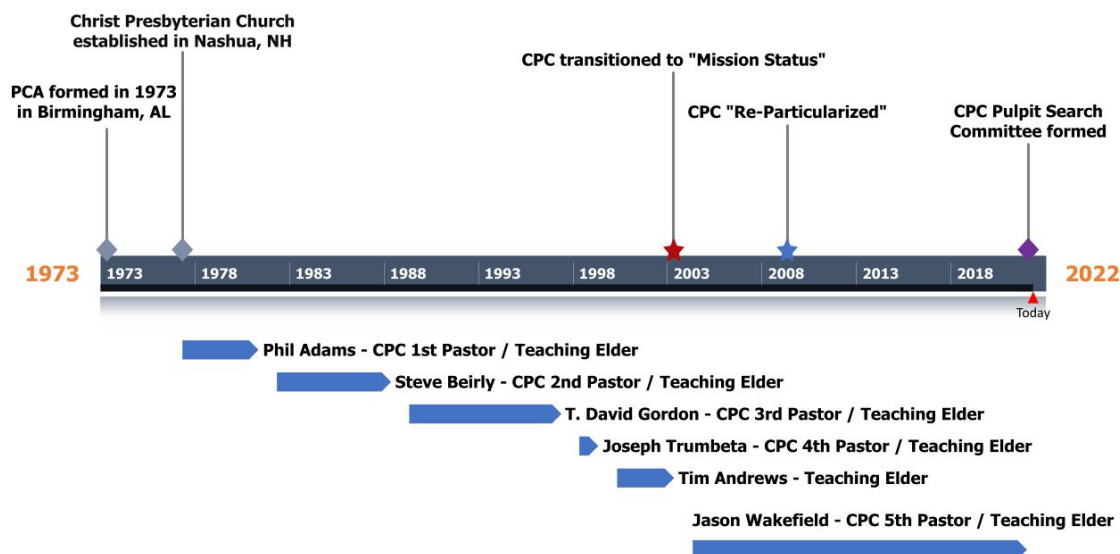 Christ Presbyterian Church
established in Nashua, NH
PCA formed in 1973
in Birmingham, AL
CPC transitioned to "Mission Status"
CPC "Re-Particularized"
CPC Pulpit Search
Committee formed
1973
1973
1978
1983
1988
1993
1998
2003
2008
2013
2018
2022
Today
Phil Adams - CPC 1st Pastor / Teaching Elder
Steve Beirly - CPC 2nd Pastor / Teaching Elder
T. David Gordon - CPC 3rd Pastor / Teaching Elder
Joseph Trumbeta - CPC 4th Pastor / Teaching Elder
Tim Andrews - Teaching Elder
Jason Wakefield - CPC 5th Pastor / Teaching Elder